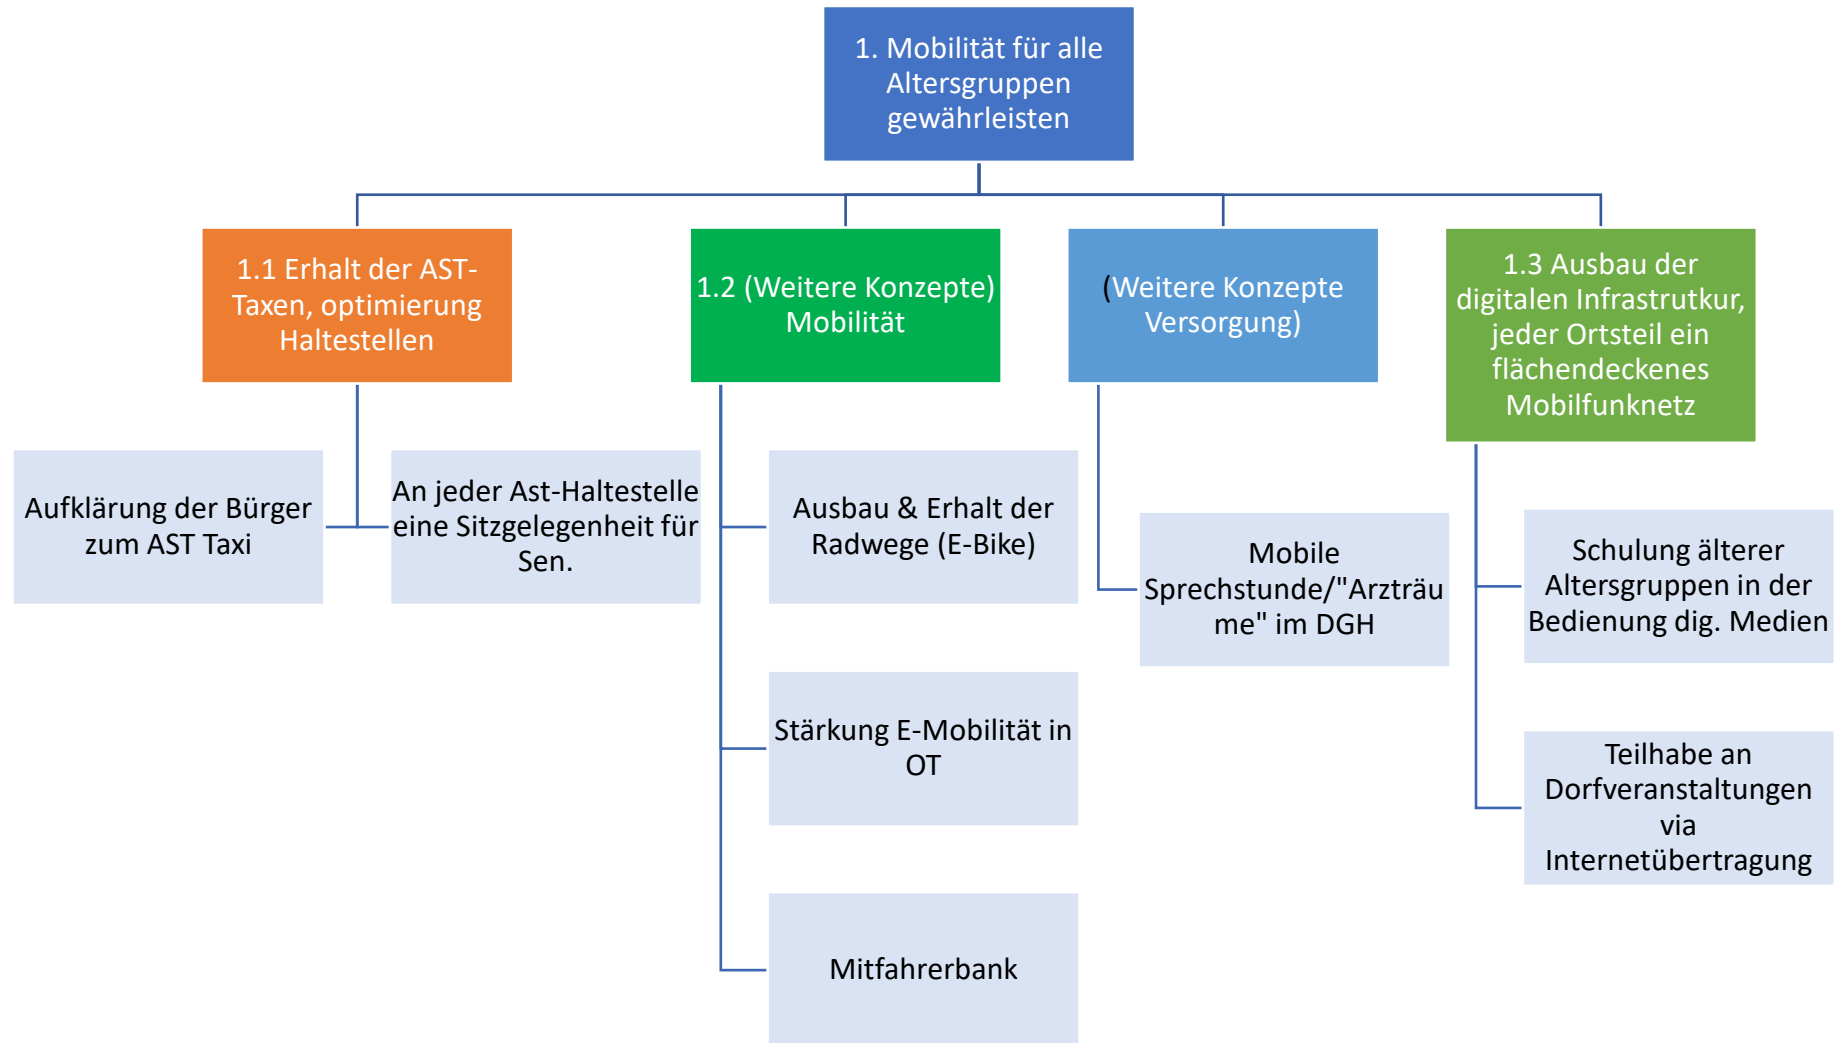 1. Mobilität für alle
Altersgruppen
gewährleisten
1.1 Erhalt der AST-
Taxen, optimierung
Haltestellen
Aufklärung der Bürger
zum AST Taxi
An jeder Ast-Haltestelle
eine Sitzgelegenheit für
Sen.
1.2 (Weitere Konzepte)
Mobilität
Ausbau & Erhalt der
Radwege (E-Bike)
Stärkung E-Mobilität in
OT
Mitfahrerbank
(Weitere Konzepte
Versorgung)
Mobile
Sprechstunde/"Arzträu
me" im DGH
1.3 Ausbau der
digitalen Infrastrutkur,
jeder Ortsteil ein
flächendeckenes
Mobilfunknetz
Schulung älterer
Altersgruppen in der
Bedienung dig. Medien
Teilhabe an
Dorfveranstaltungen
via
Internetübertragung